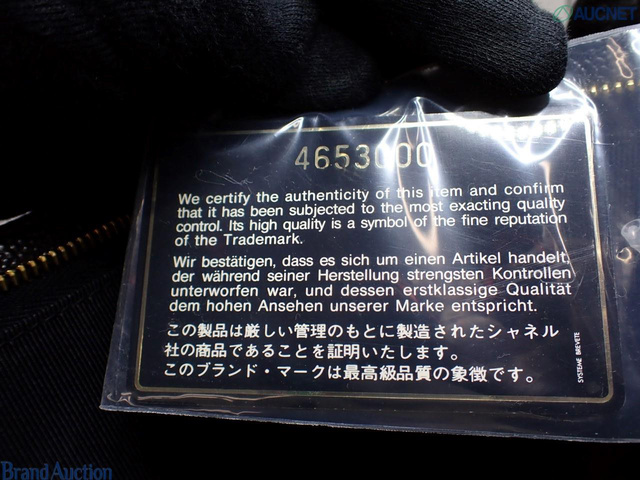 AUCNET
4653000
We certify the authenticity of this item and confirm
that it has been subjected to the most exacting quality
control. Its high quality is a symbol of the fine reputation
of the Trademark.
Wir bestätigen, dass es sich um einen Artikel handelt,
der während seiner Herstellung strengsten Kontrollen
unterworfen war, und dessen erstklassige Qualität
dem hohen Ansehen unserer Marke entspricht.
この製品は厳しい管理のもとに製造されたシャネル
社の商品であることを証明いたします。
このブランド・マークは最高級品質の象徴です。
SYSTEME BREVETE
Brand Auction